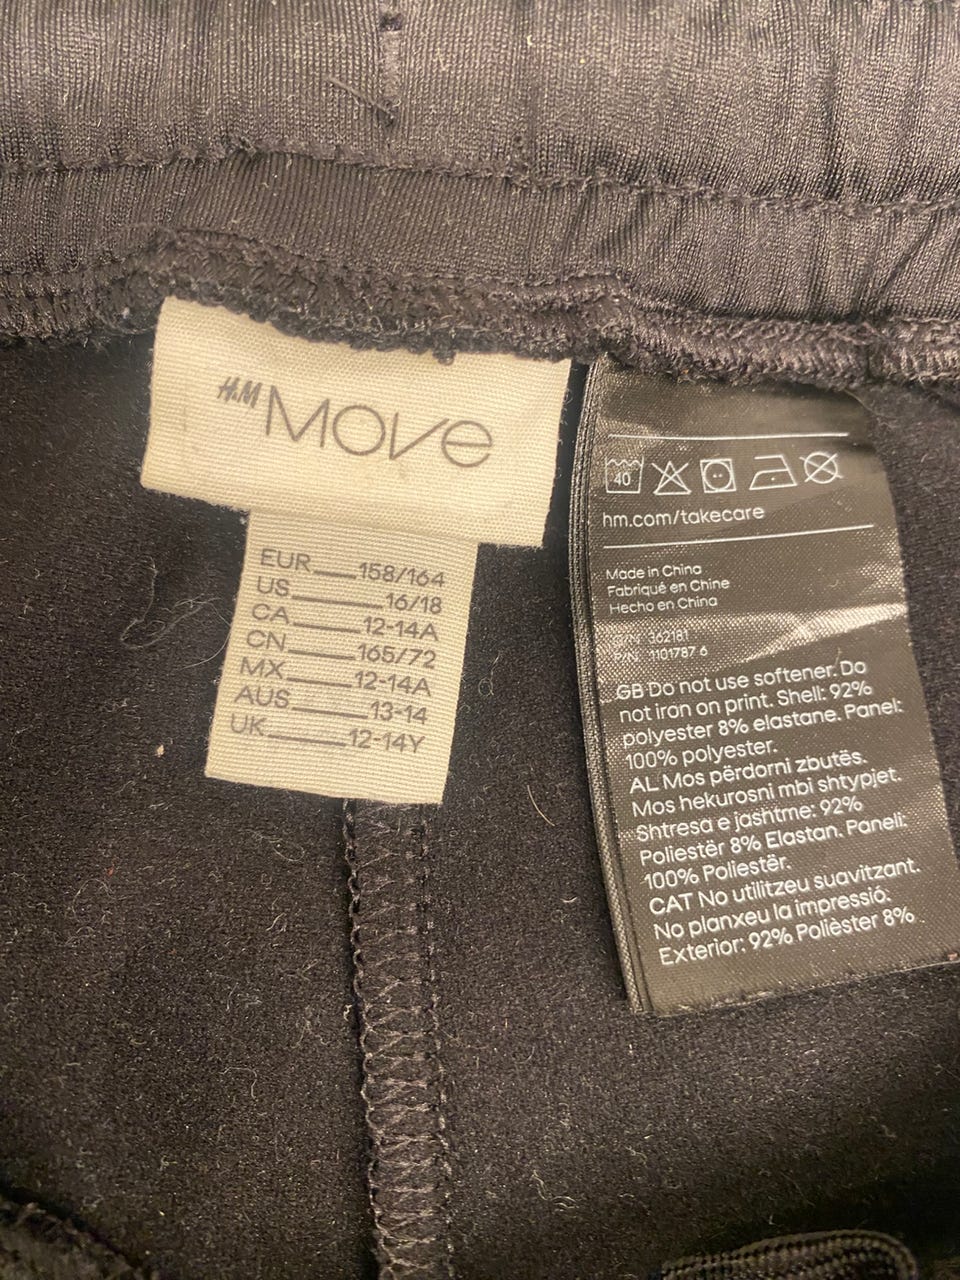 H&M MOVE
EUR 158/164
US 16/18
CA 12-14A
CN 165/72
MX 12-14A
AUS 13-14
UK 12-14Y
40
hm.com/takecare
Made in China
Fabriqué en Chine
Hecho en China
362181
P/N: 1101787 6
GB Do not use softener. Do
not iron on print. Shell: 92%
polyester 8% elastane. Panel:
100% polyester.
AL Mos përdorni zbutës.
Mos hekurosni mbi shtypjet.
Shtresa e jashtme: 92%
Poliestër 8% Elastan. Paneli:
100% Poliestër.
CAT No utilitzeu suavitzant.
No planxeu la impressió.
Exterior: 92% Polièster 8%